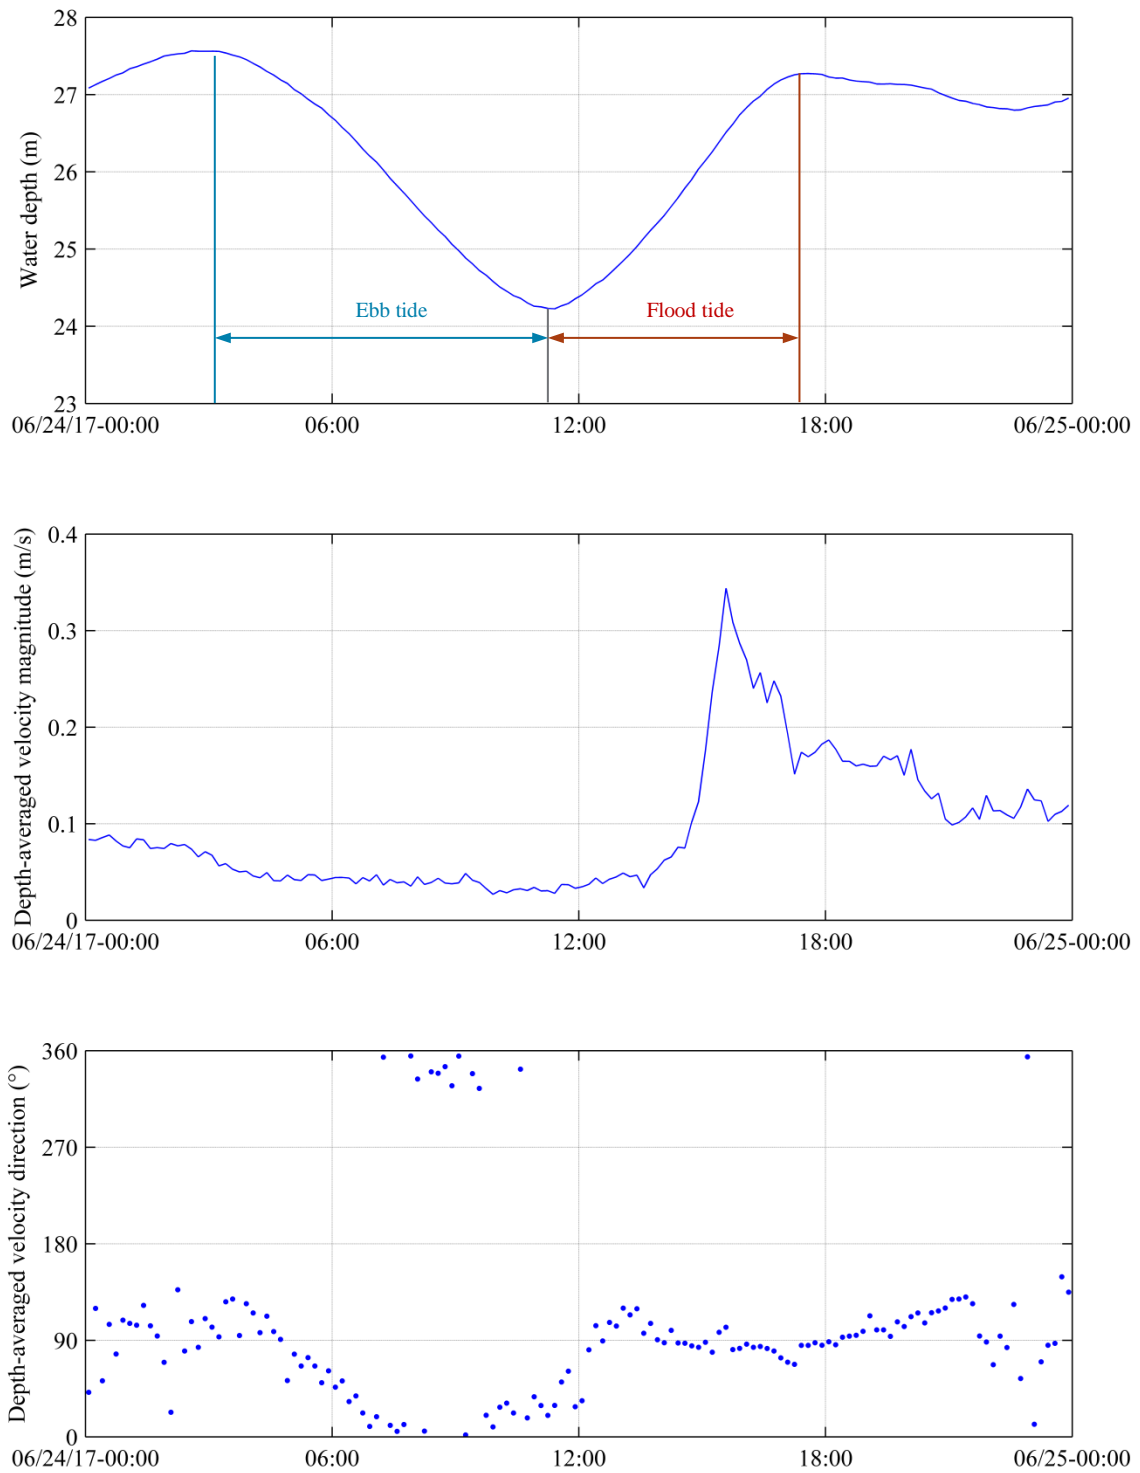 28
27
26
25
24
23
Water depth (m)
Ebb tide
Flood tide
06/24/17-00:00 06:00 12:00 18:00 06/25-00:00
0.4
0.3
0.2
0.1
0
Depth-averaged velocity magnitude (m/s)
06/24/17-00:00 06:00 12:00 18:00 06/25-00:00
360
270
180
90
0
Depth-averaged velocity direction (°)
06/24/17-00:00 06:00 12:00 18:00 06/25-00:00